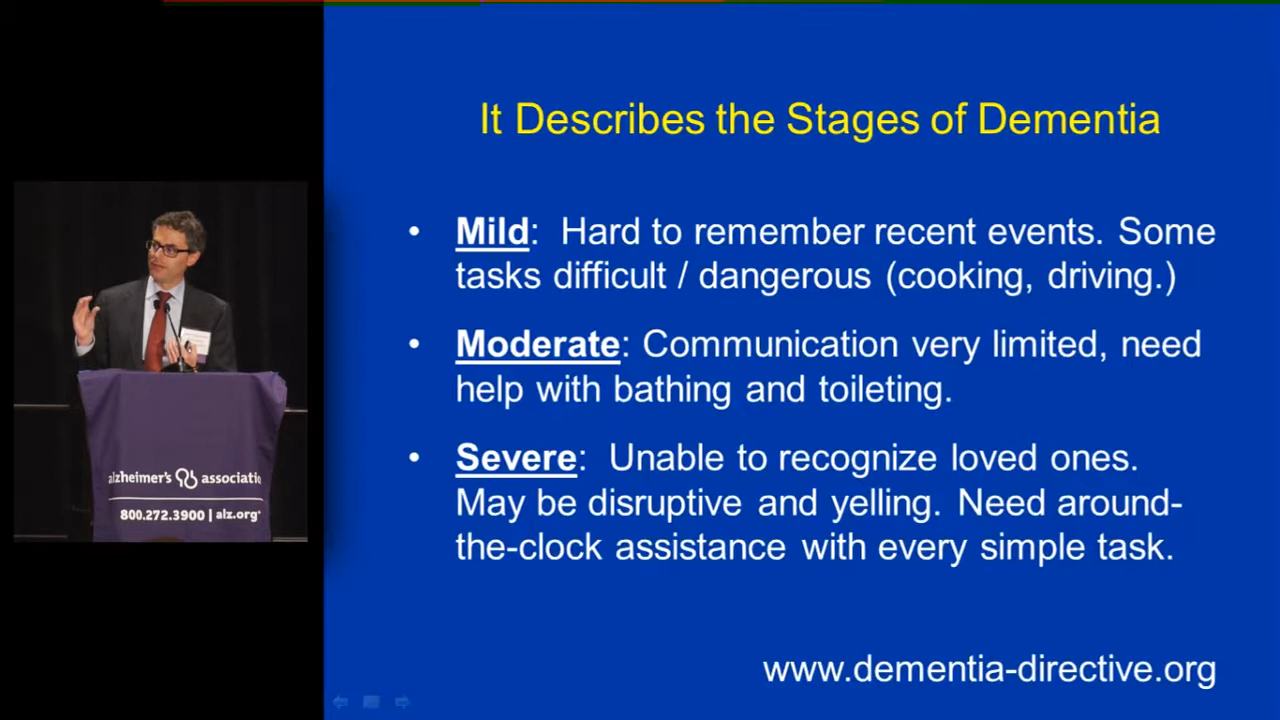 It Describes the Stages of Dementia
• Mild: Hard to remember recent events. Some
tasks difficult / dangerous (cooking, driving.)
• Moderate: Communication very limited, need
help with bathing and toileting.
• Severe: Unable to recognize loved ones.
May be disruptive and yelling. Need around-
the-clock assistance with every simple task.
www.dementia-directive.org
alzheimer's associatio
800.272.3900 | alz.org